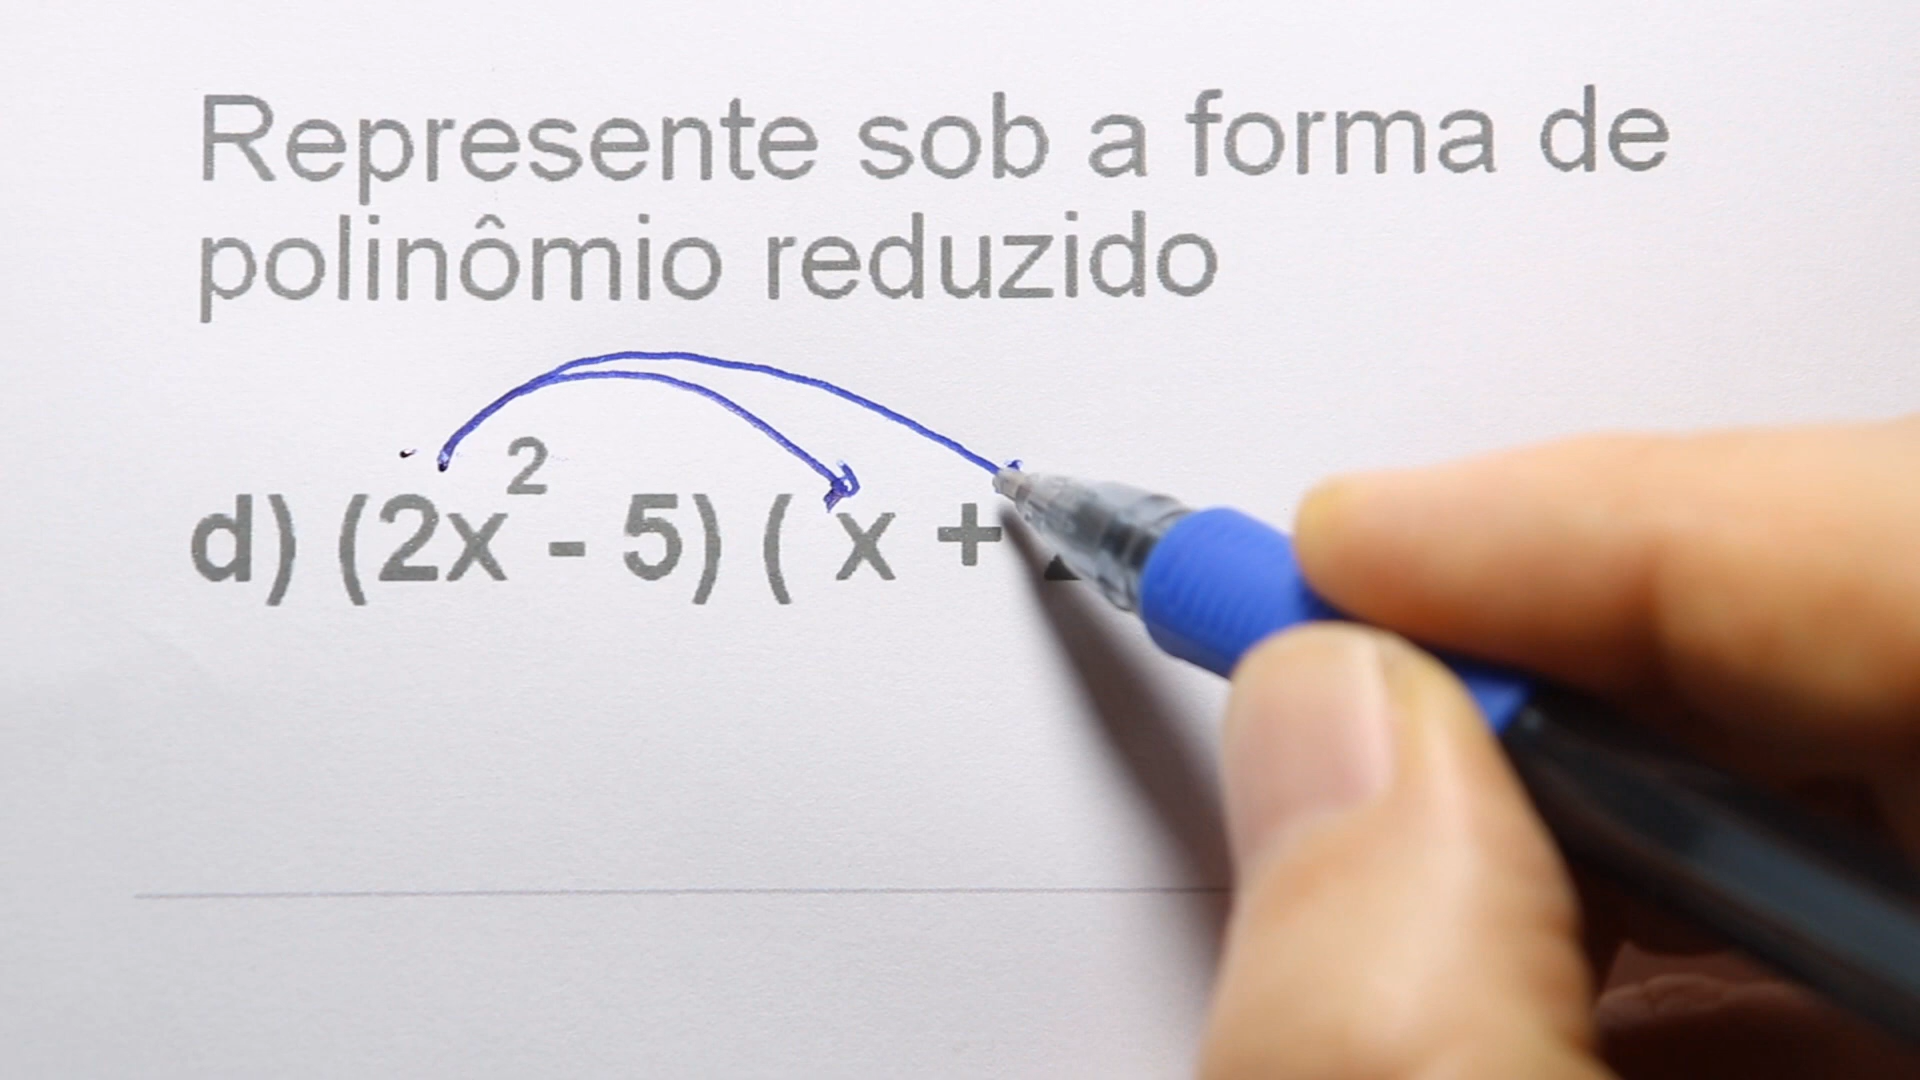 Represente sob a forma de
polinômio reduzido
d) (2x² - 5) ( x +